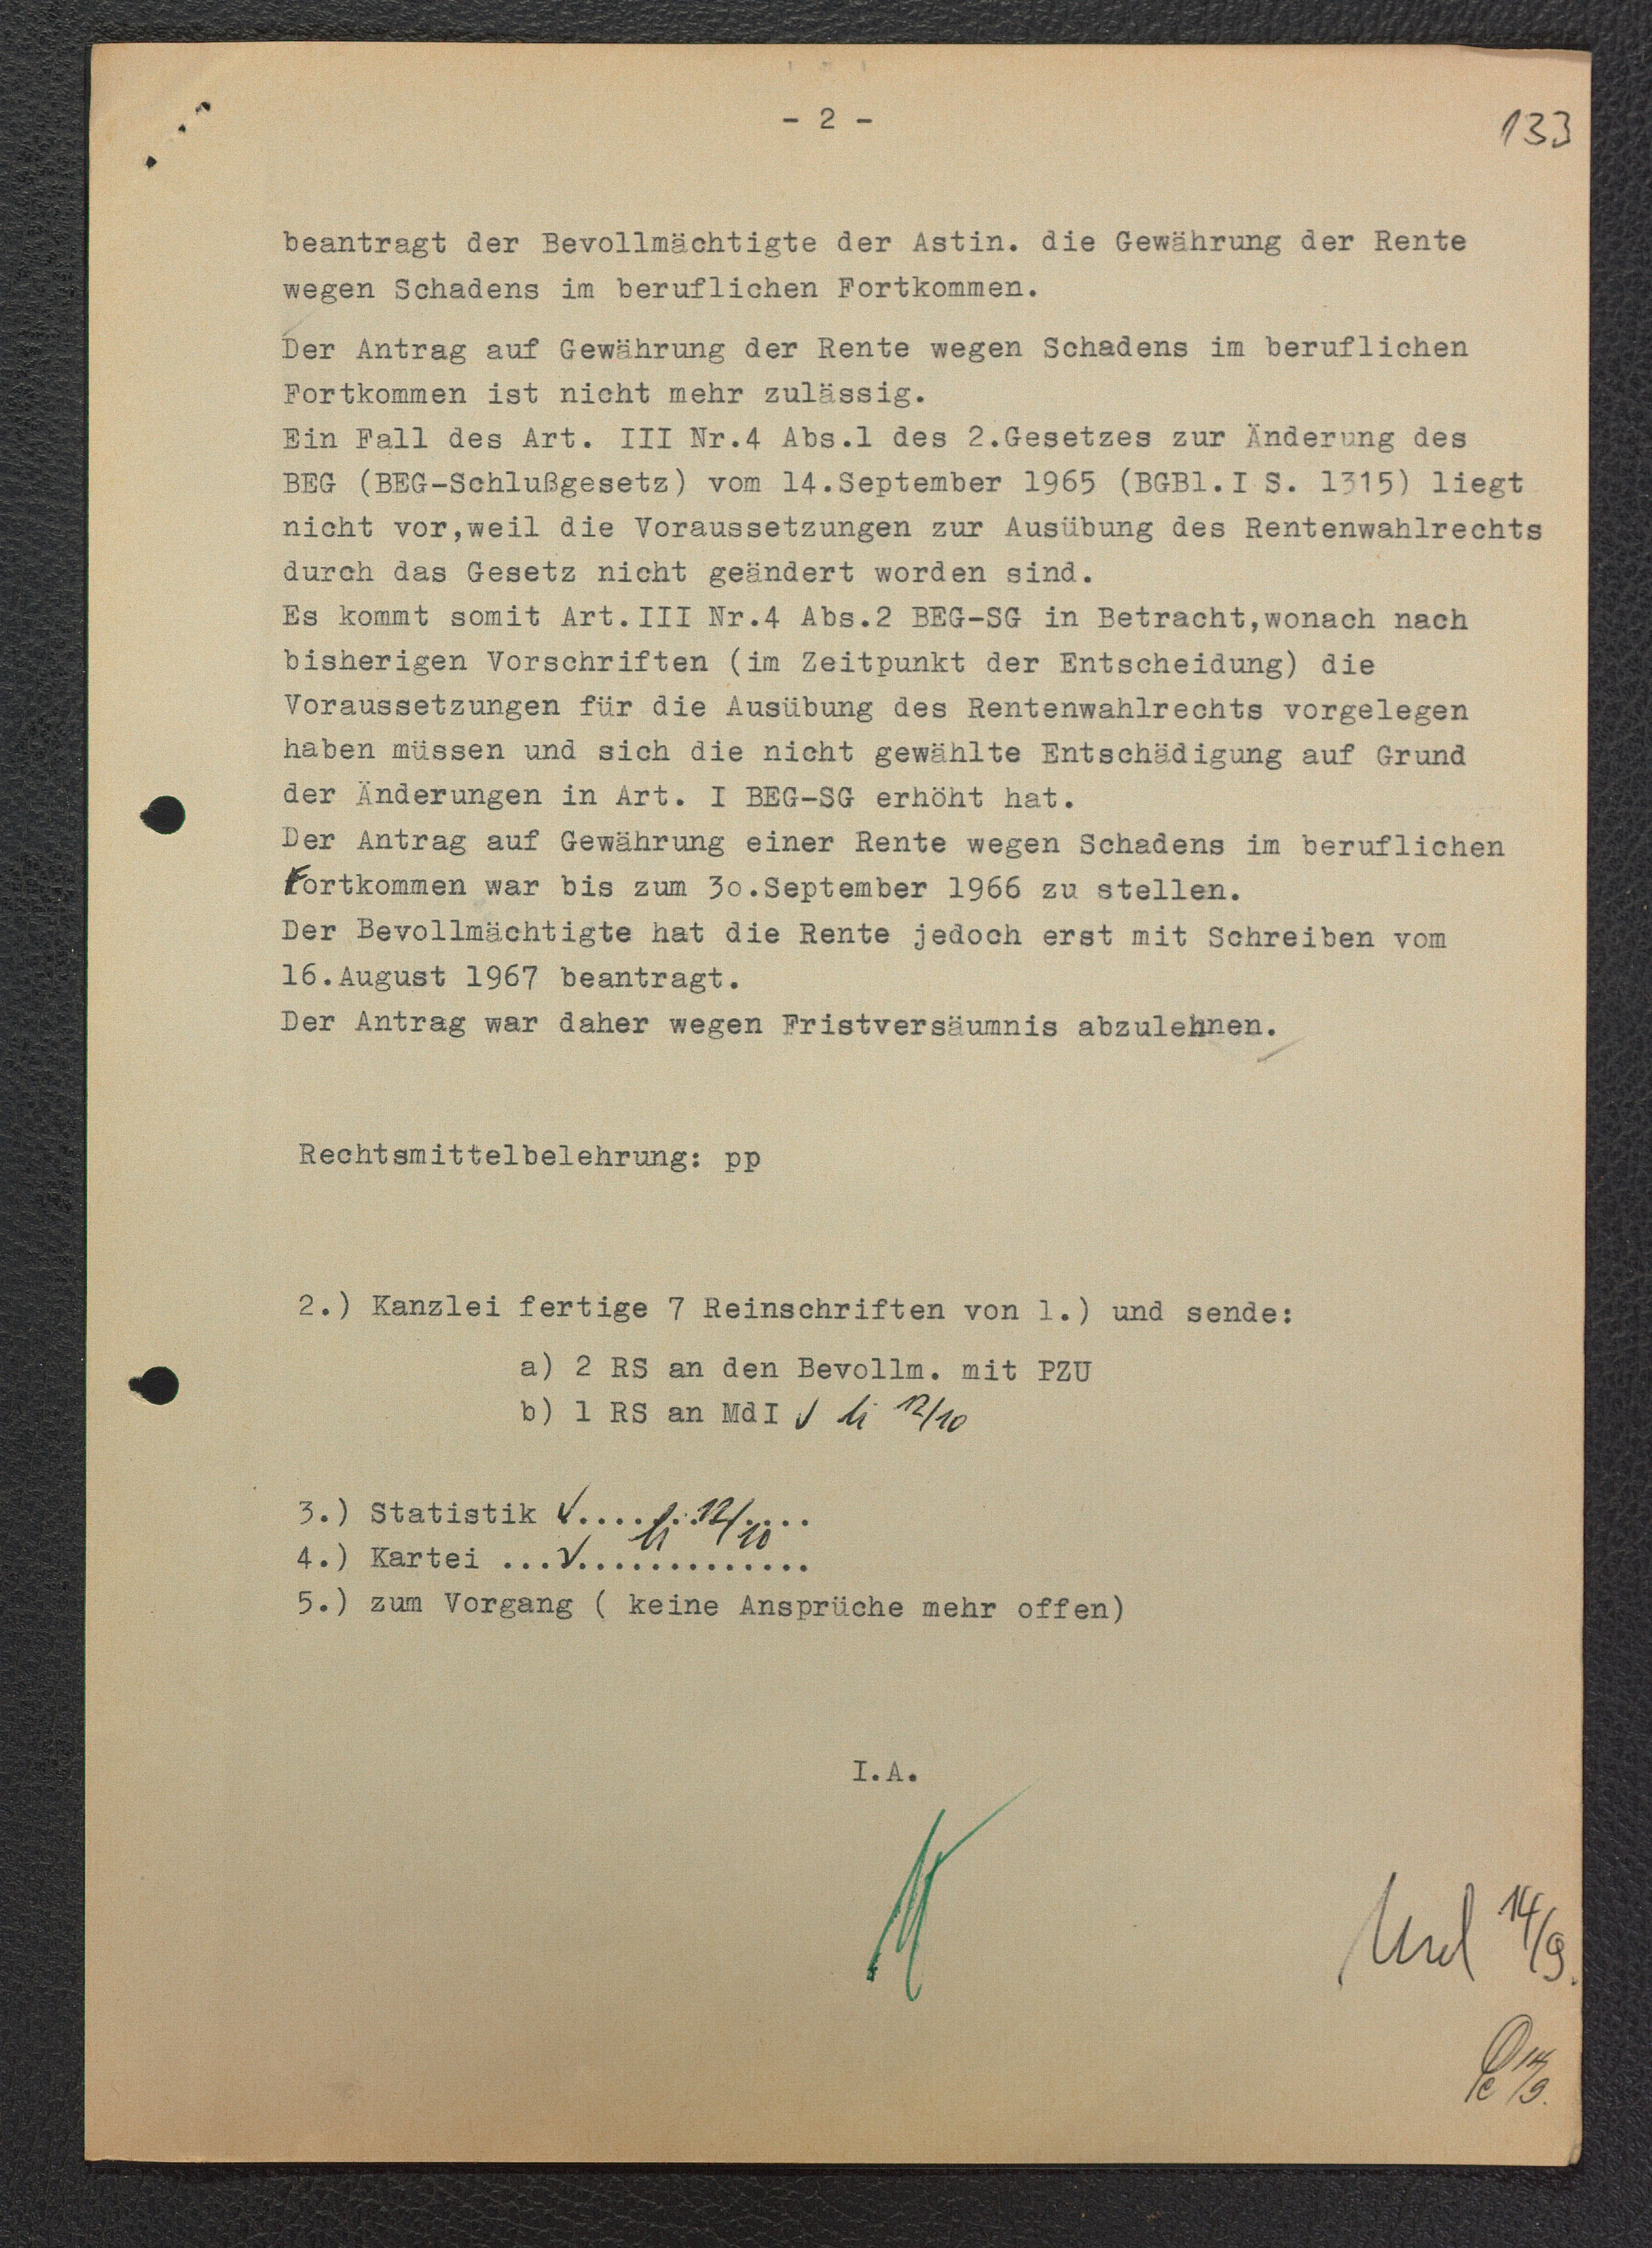 - 2 -
133
beantragt der Bevollmächtigte der Astin. die Gewährung der Rente
wegen Schadens im beruflichen Fortkommen.
Der Antrag auf Gewährung der Rente wegen Schadens im beruflichen
Fortkommen ist nicht mehr zulässig.
Ein Fall des Art. III Nr.4 Abs.1 des 2.Gesetzes zur Änderung des
BEG (BEG-Schlußgesetz) vom 14.September 1965 (BGBl.I S. 1315) liegt
nicht vor,weil die Voraussetzungen zur Ausübung des Rentenwahlrechts
durch das Gesetz nicht geändert worden sind.
Es kommt somit Art.III Nr.4 Abs.2 BEG-SG in Betracht,wonach nach
bisherigen Vorschriften (im Zeitpunkt der Entscheidung) die
Voraussetzungen für die Ausübung des Rentenwahlrechts vorgelegen
haben müssen und sich die nicht gewählte Entschädigung auf Grund
der Änderungen in Art. I BEG-SG erhöht hat.
Der Antrag auf Gewährung einer Rente wegen Schadens im beruflichen
Fortkommen war bis zum 3o.September 1966 zu stellen.
Der Bevollmächtigte hat die Rente jedoch erst mit Schreiben vom
16.August 1967 beantragt.
Der Antrag war daher wegen Fristversäumnis abzulehnen.
Rechtsmittelbelehrung: pp
2.) Kanzlei fertige 7 Reinschriften von 1.) und sende:
a) 2 RS an den Bevollm. mit PZU
b) 1 RS an MdI ✓ 12/10
3.) Statistik ✓......12/10....
4.) Kartei ...✓.............
5.) zum Vorgang ( keine Ansprüche mehr offen)
I.A.
14/9.
14/9.